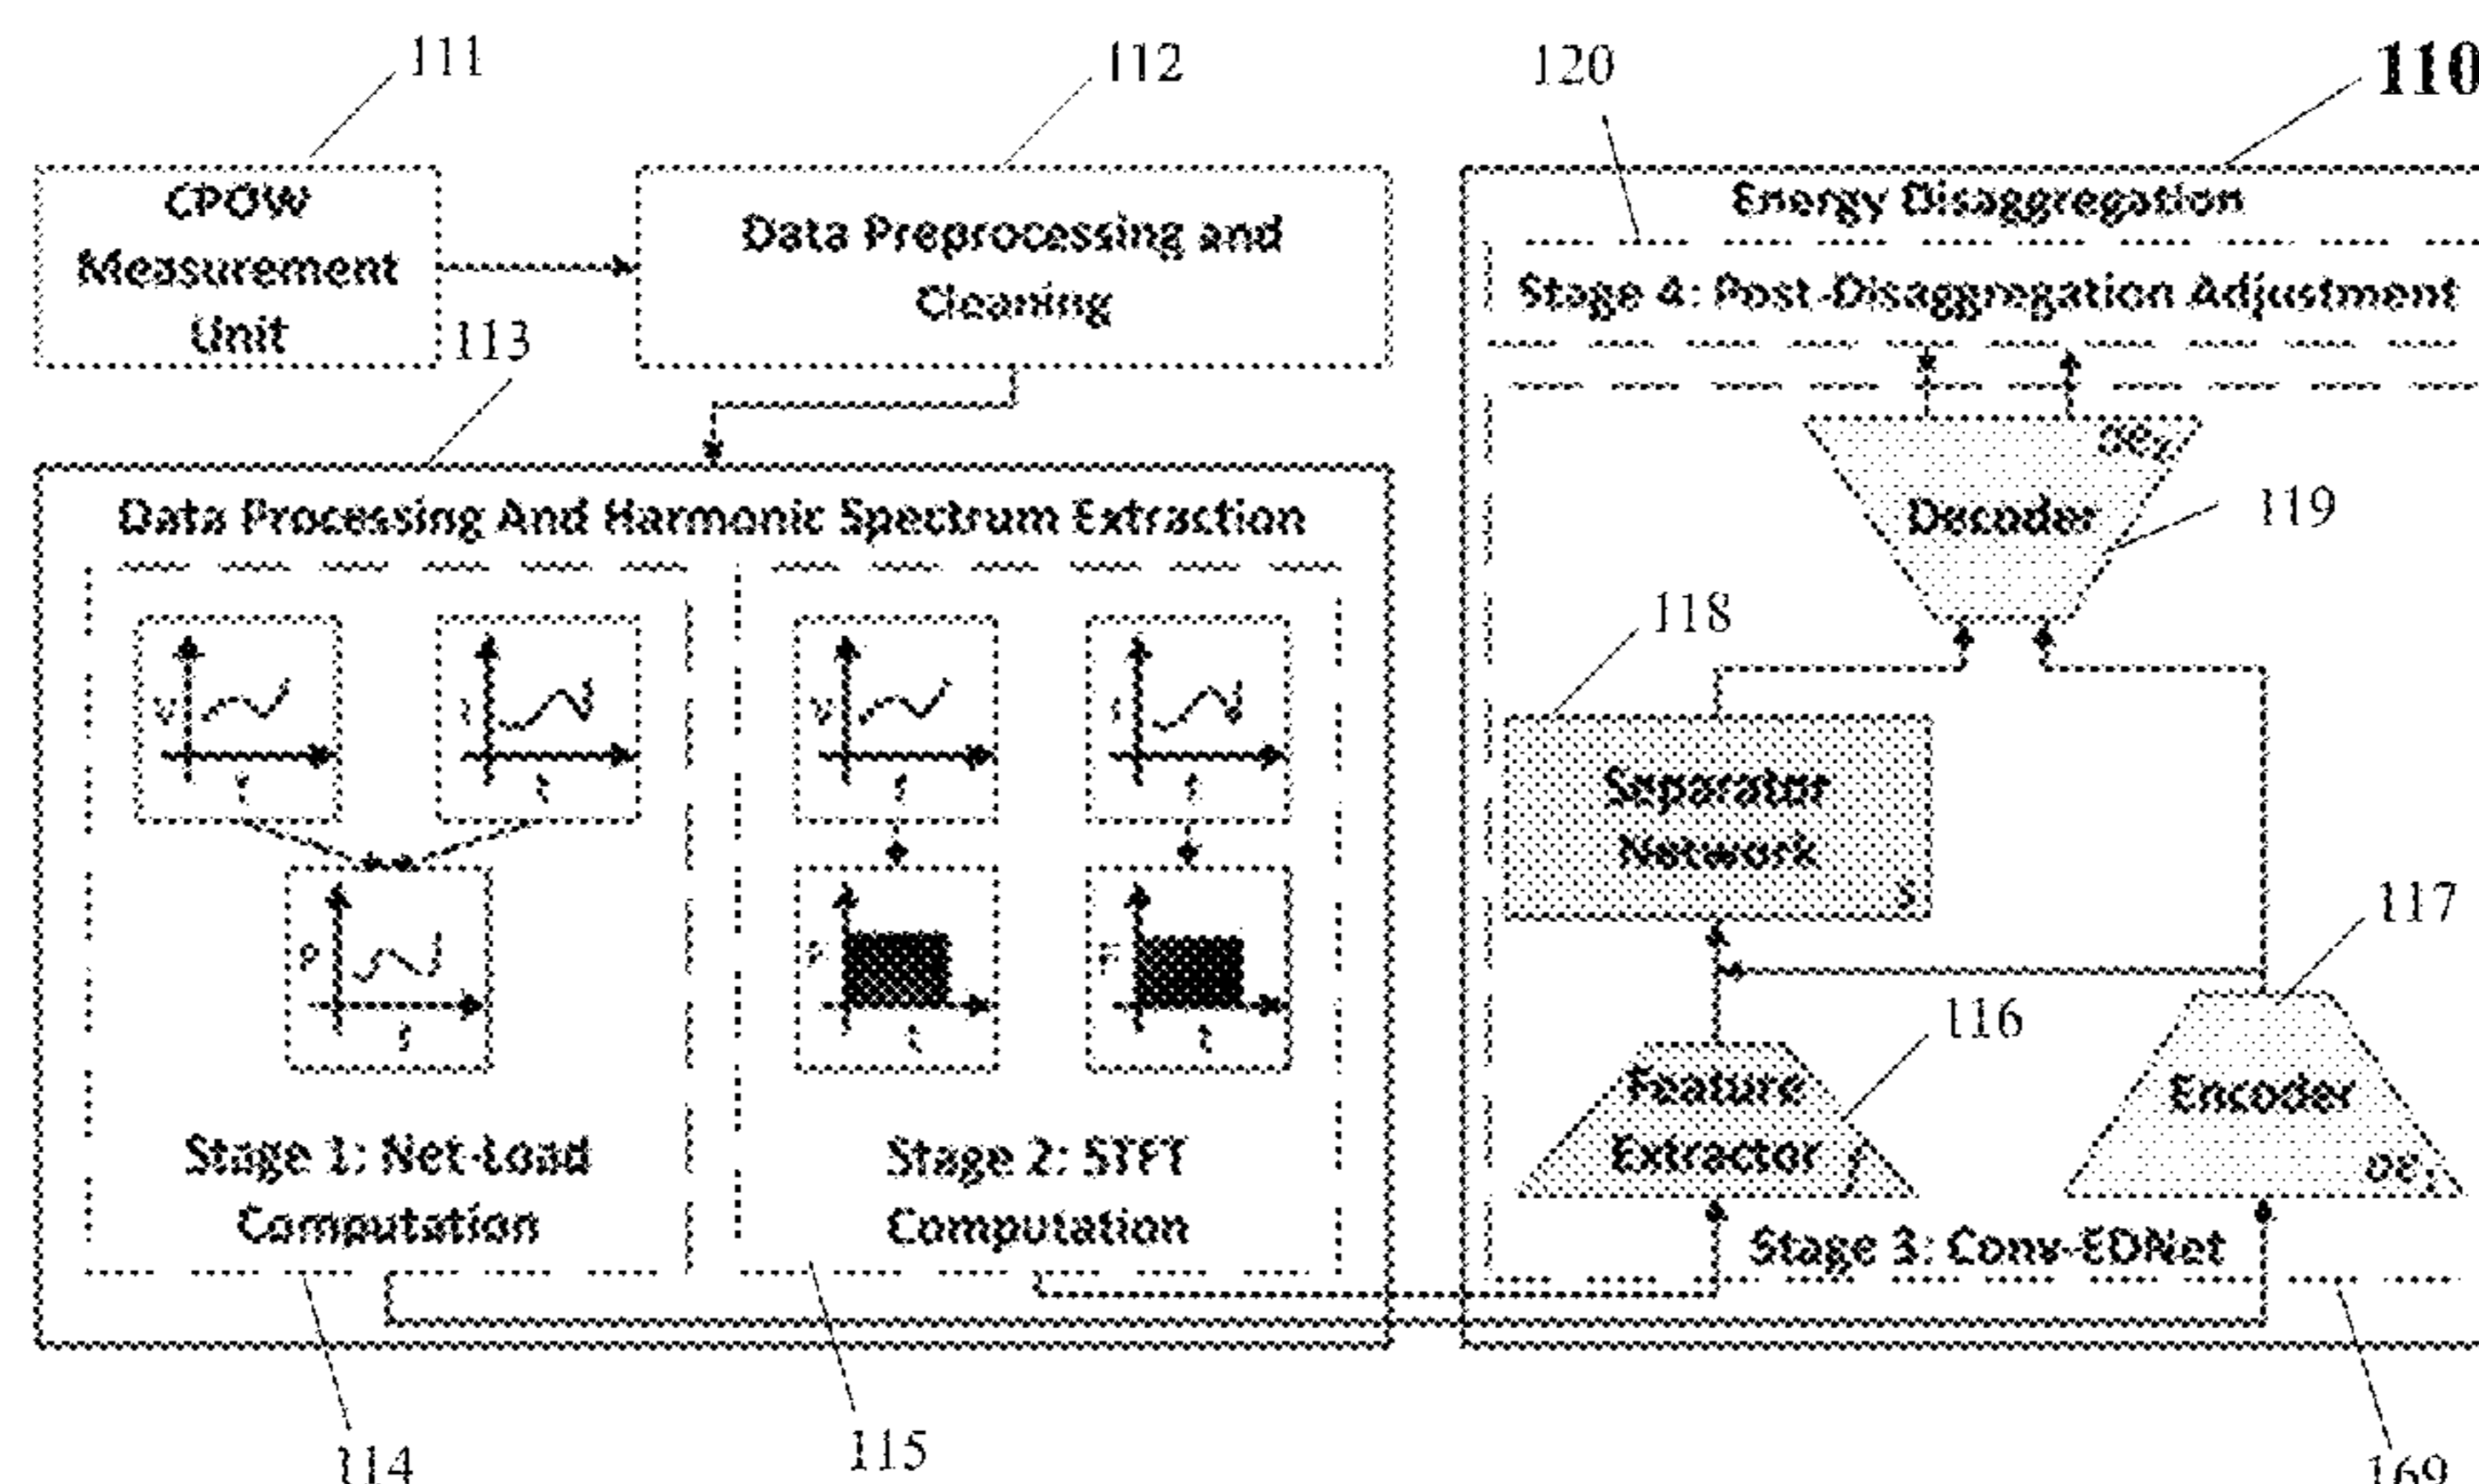 111
112
120
110
CPOW
Measurement
Unit
113
Data Preprocessing and
Cleaning
Energy Disaggregation
Stage 4: Post-Disaggregation Adjustment
Data Processing And Harmonic Spectrum Extraction
V
t
I
t
P
t
Stage 1: Net-Load
Computation
V
t
I
t
F
t
F
t
Stage 2: STFT
Computation
Decoder
119
118
Separator
Network
S
117
116
Feature
Extractor
f
Encoder
Stage 3: Conv-EDNet
114
115
169